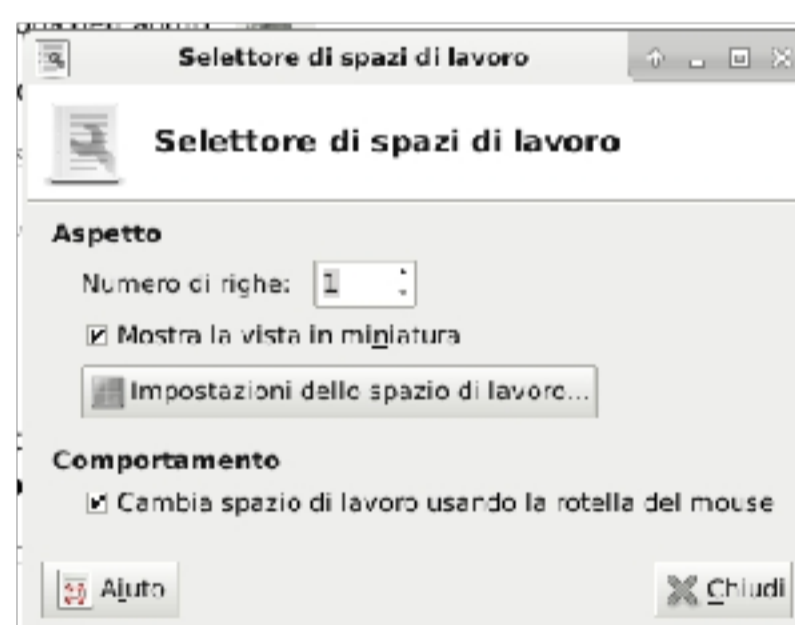 Selettore di spazi di lavoro
Selettore di spazi di lavoro
Aspetto
Numero di righe: 1
Mostra la vista in miniatura
Impostazioni dello spazio di lavoro...
Comportamento
Cambia spazio di lavoro usando la rotella del mouse
Aiuto
Chiudi